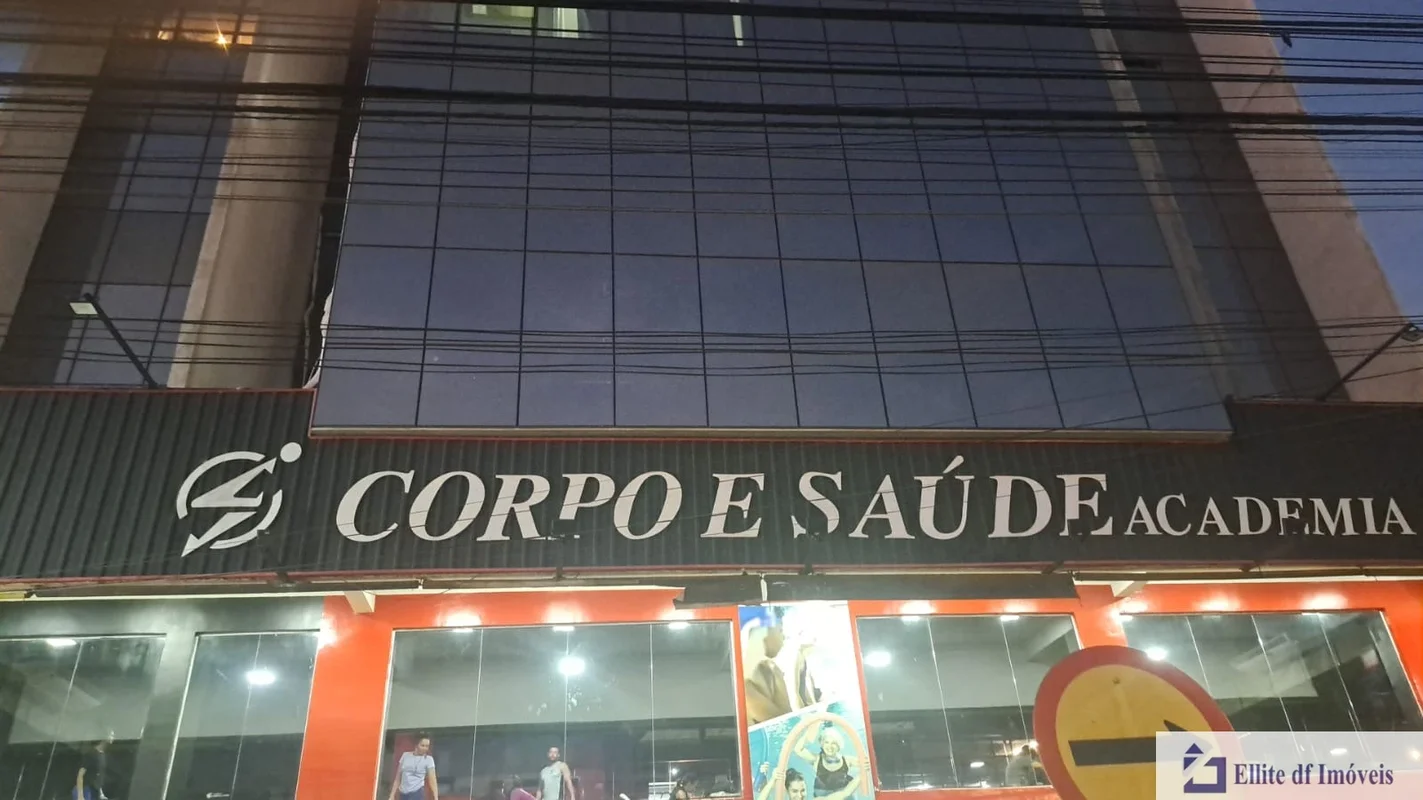 CORPO E SAÚDE ACADEMIA
Ellite df Imóveis